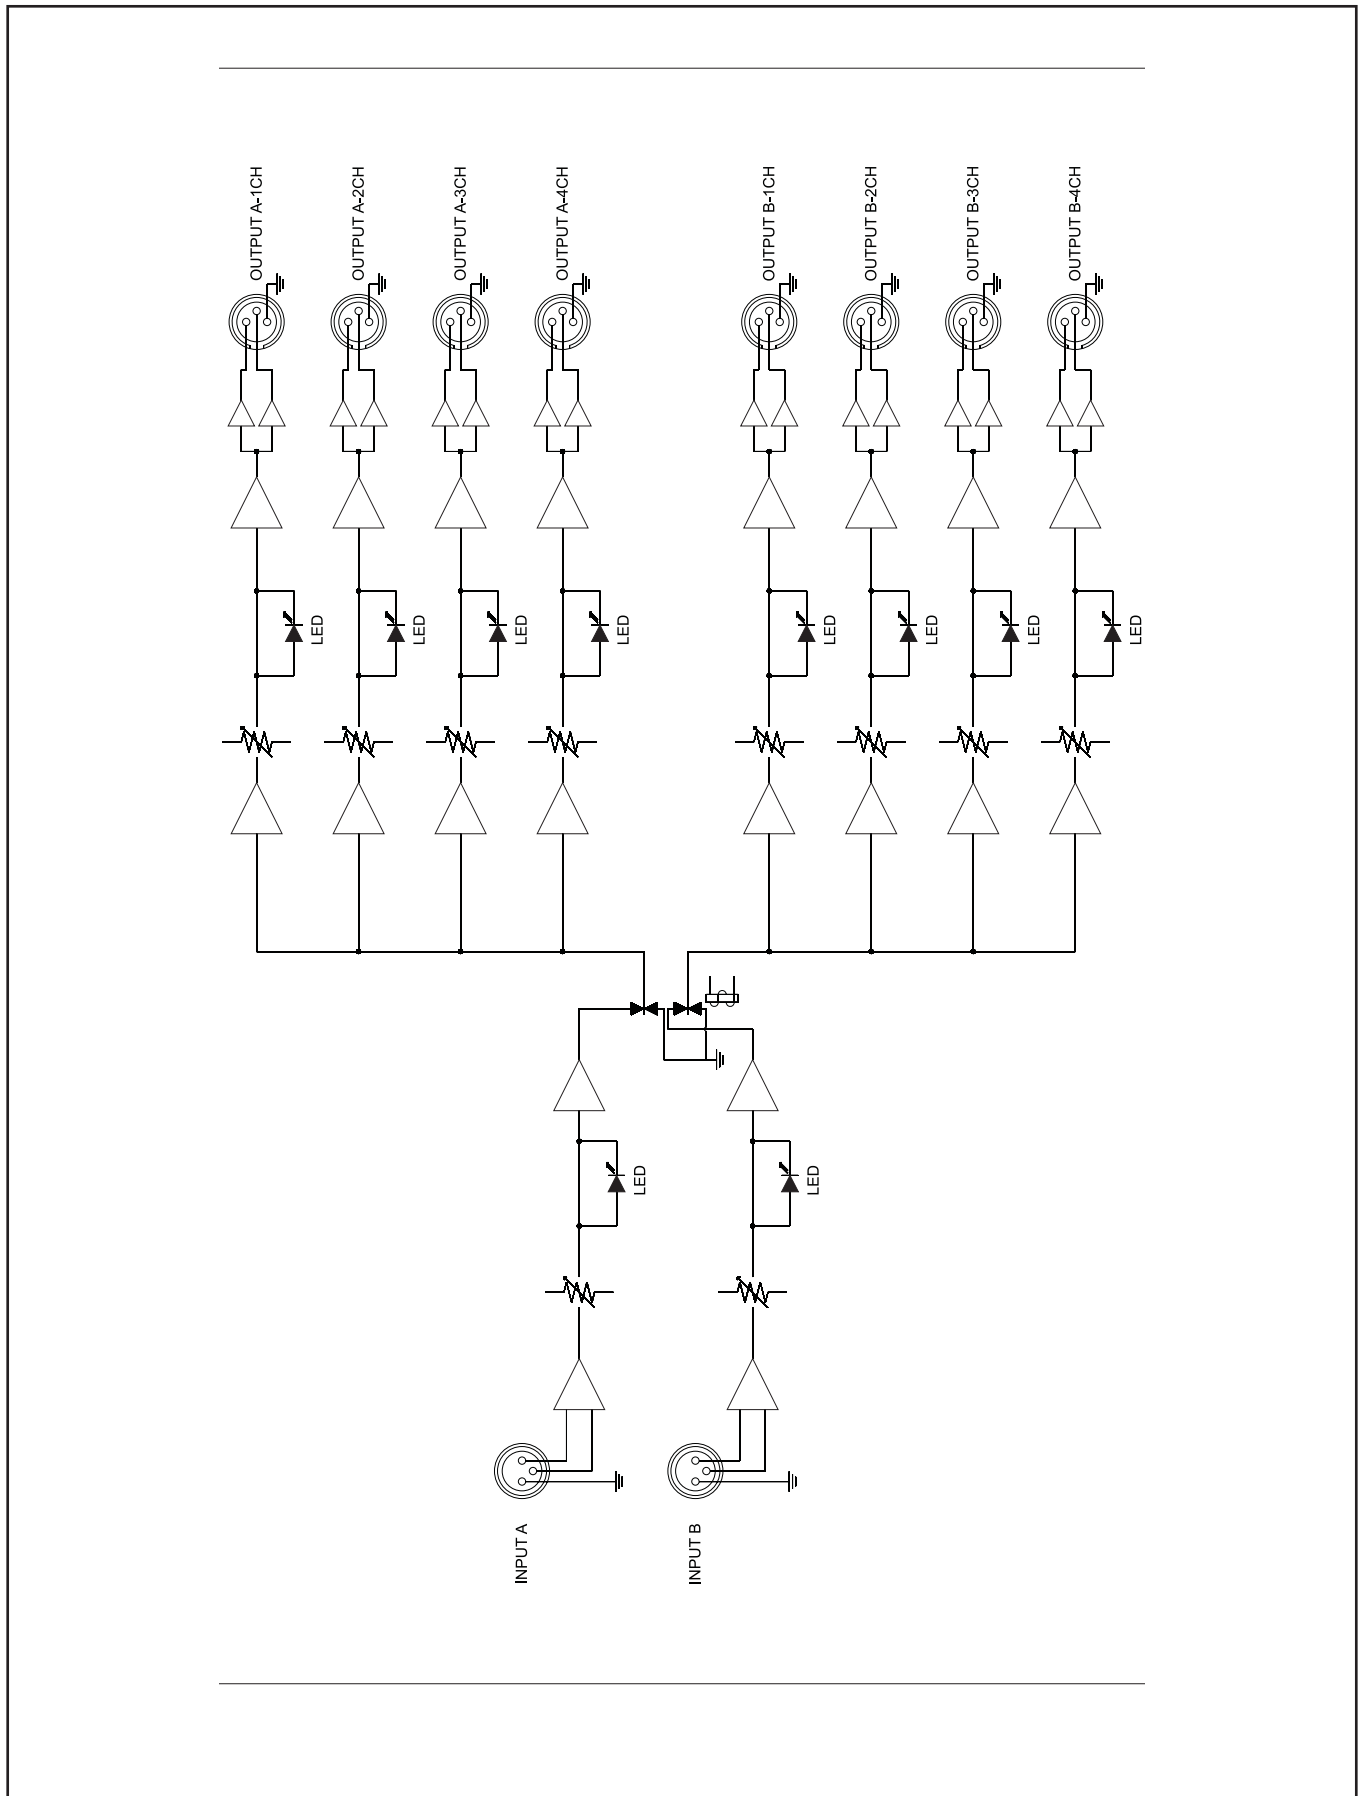 OUTPUT A-1CH
OUTPUT A-2CH
OUTPUT A-3CH
OUTPUT A-4CH
OUTPUT B-1CH
OUTPUT B-2CH
OUTPUT B-3CH
OUTPUT B-4CH
LED
LED
LED
LED
LED
LED
LED
LED
LED
LED
INPUT A
INPUT B